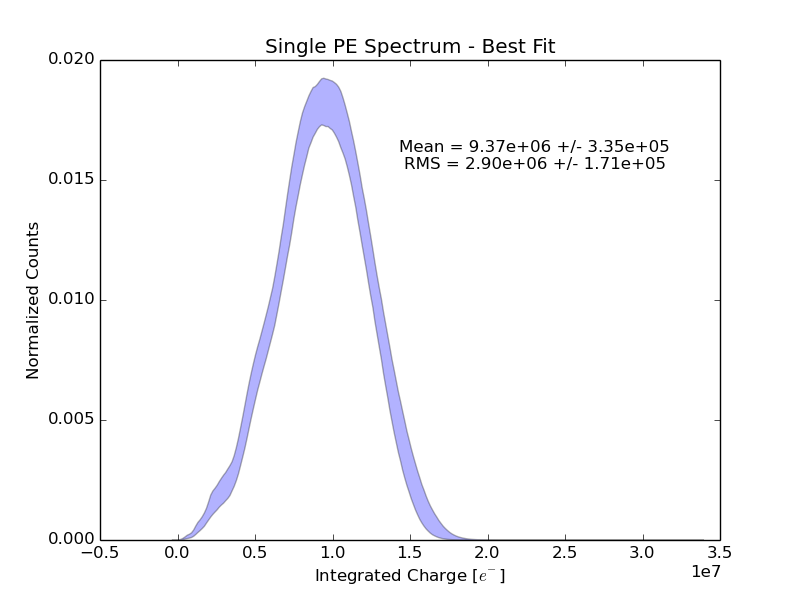 Single PE Spectrum - Best Fit
0.020
Mean = 9.37e+06 +/- 3.35e+05
RMS = 2.90e+06 +/- 1.71e+05
0.015
0.010
0.005
0.000
Normalized Counts
−0.5 0.0 0.5 1.0 1.5 2.0 2.5 3.0 3.5
1e7
Integrated Charge [e⁻]